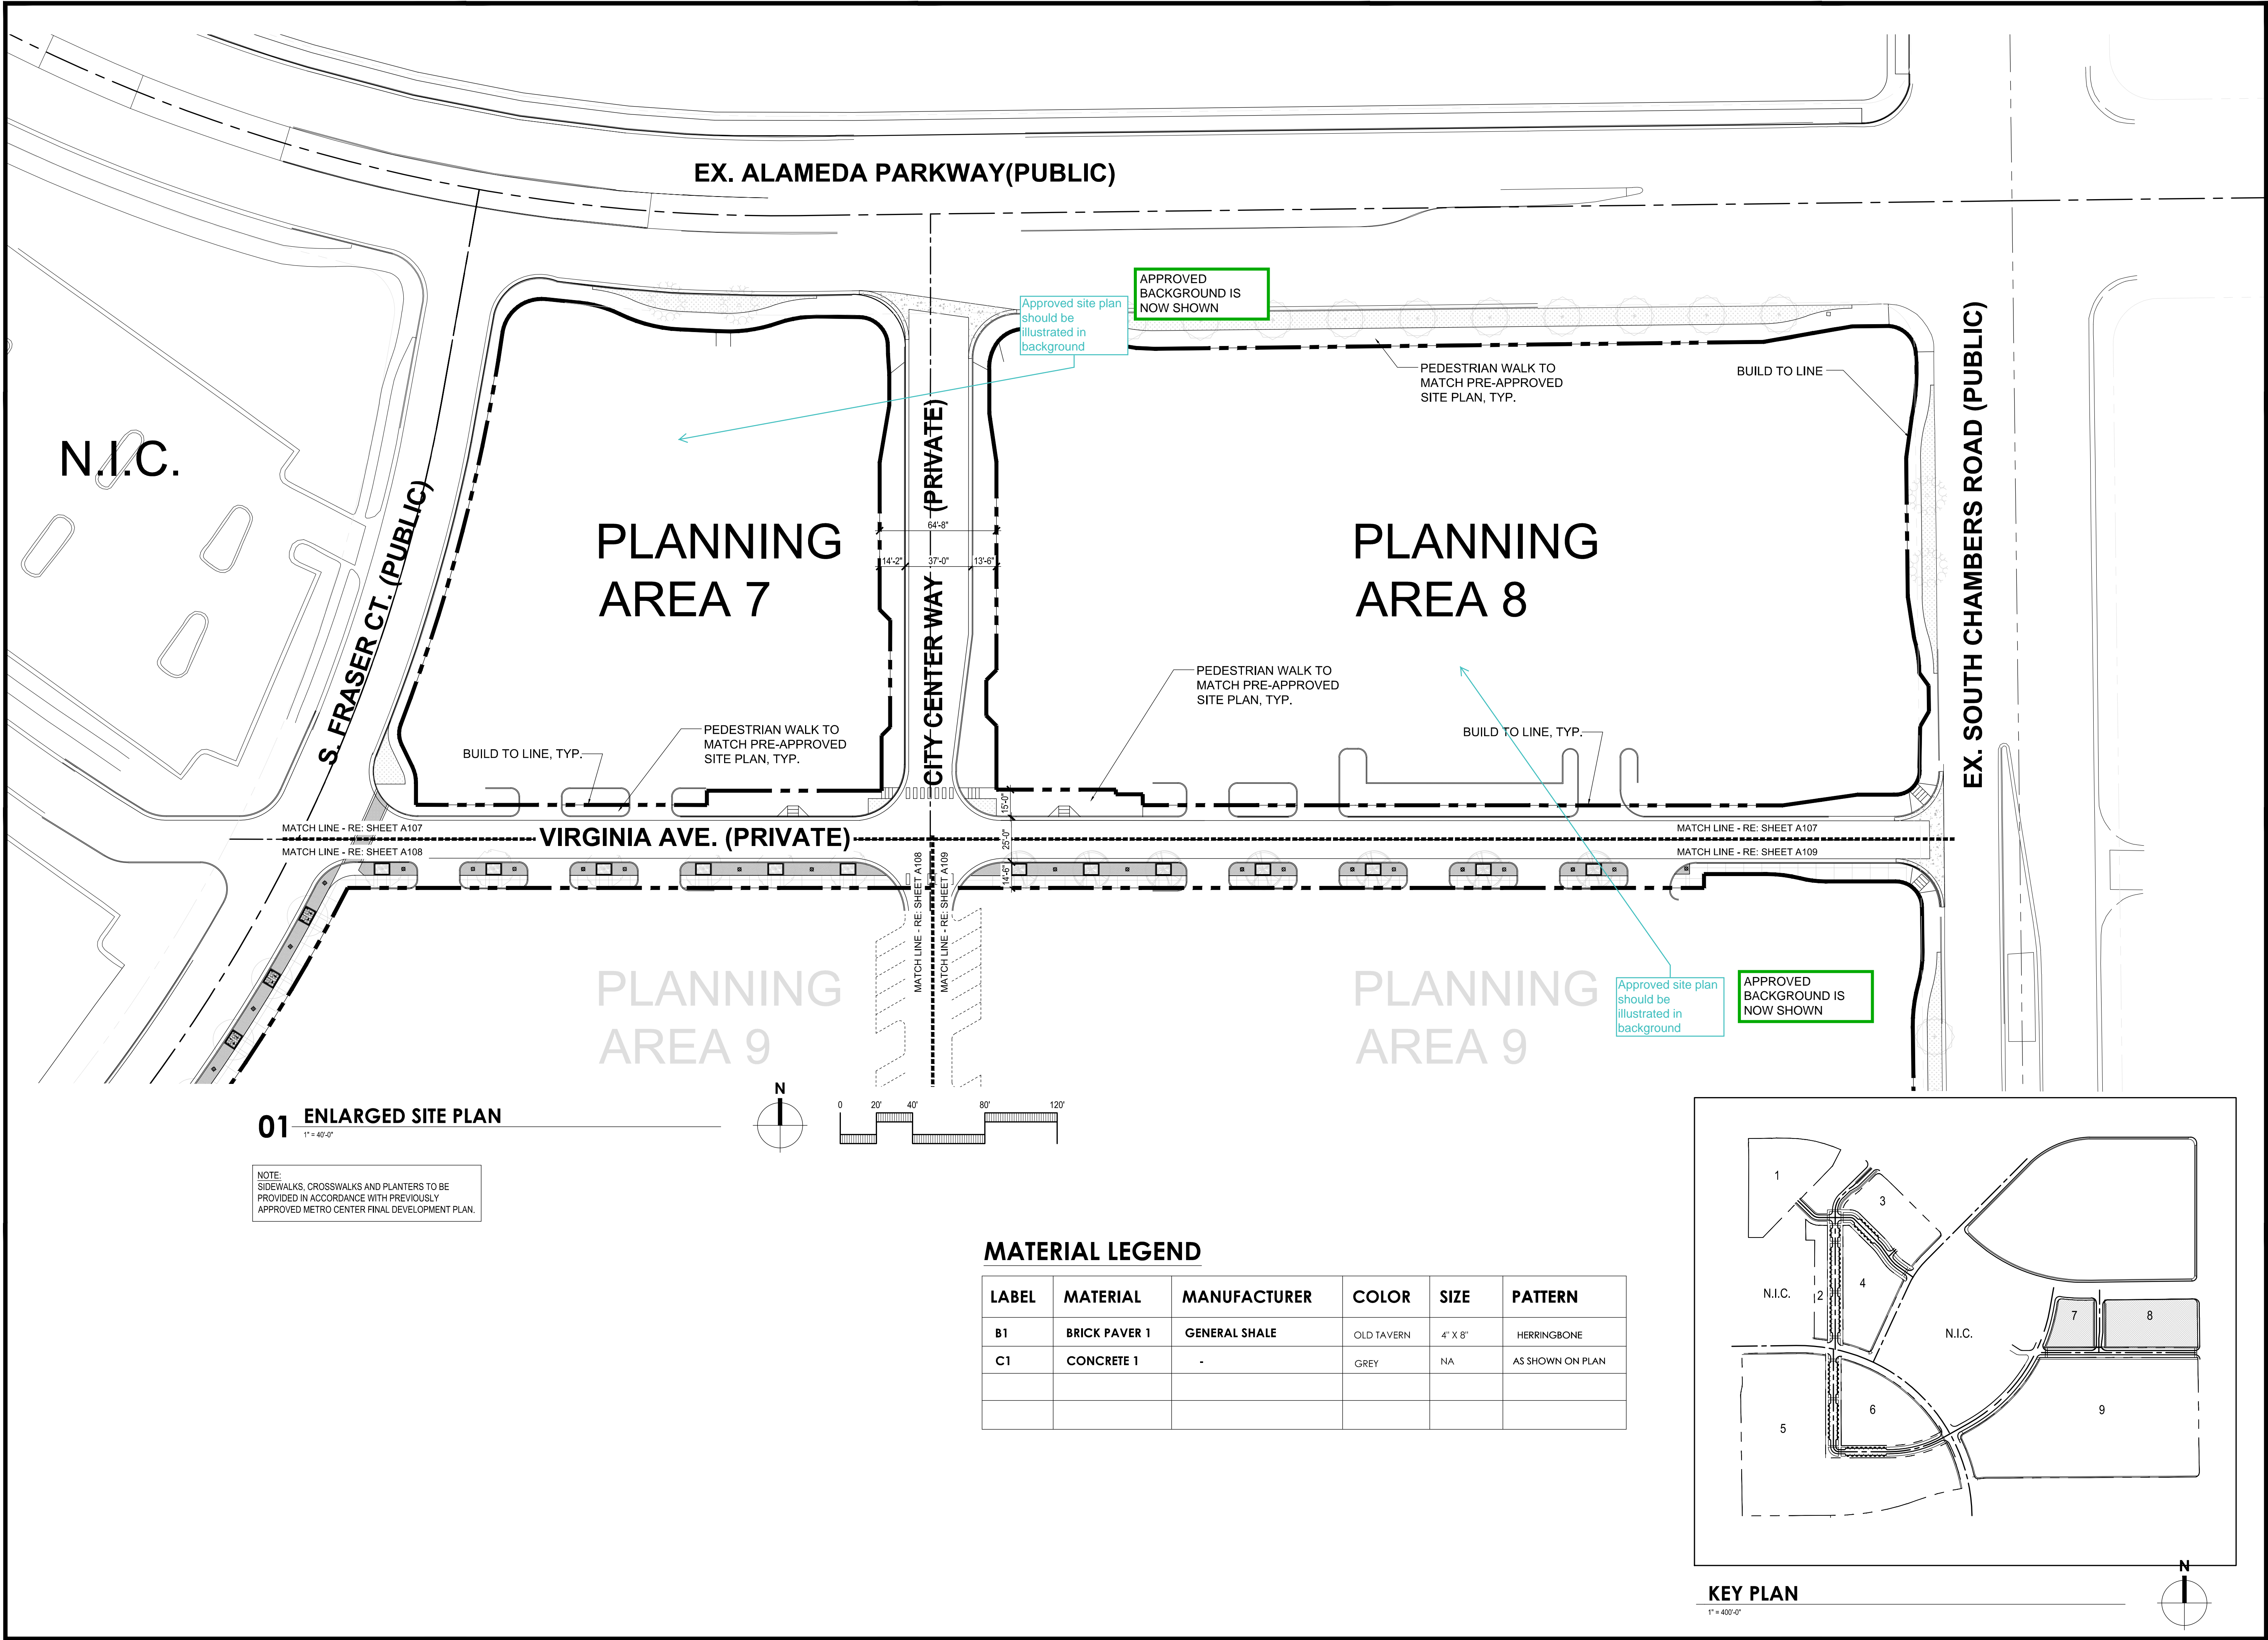 EX. ALAMEDA PARKWAY(PUBLIC)
APPROVED
BACKGROUND IS
NOW SHOWN
Approved site plan
should be
illustrated in
background
PEDESTRIAN WALK TO
MATCH PRE-APPROVED
SITE PLAN, TYP.
BUILD TO LINE
EX. SOUTH CHAMBERS ROAD (PUBLIC)
N.I.C.
S. FRASER CT. (PUBLIC)
PLANNING
AREA 7
CITY CENTER WAY (PRIVATE)
64'-8"
14'-2"
37'-0"
13'-6"
PLANNING
AREA 8
PEDESTRIAN WALK TO
MATCH PRE-APPROVED
SITE PLAN, TYP.
BUILD TO LINE, TYP.
PEDESTRIAN WALK TO
MATCH PRE-APPROVED
SITE PLAN, TYP.
BUILD TO LINE, TYP.
15'-0"
25'-0"
14'-6"
MATCH LINE - RE: SHEET A107
MATCH LINE - RE: SHEET A108
VIRGINIA AVE. (PRIVATE)
MATCH LINE - RE: SHEET A107
MATCH LINE - RE: SHEET A109
MATCH LINE - RE: SHEET A108
MATCH LINE - RE: SHEET A109
PLANNING
AREA 9
PLANNING
AREA 9
Approved site plan
should be
illustrated in
background
APPROVED
BACKGROUND IS
NOW SHOWN
01 ENLARGED SITE PLAN
1" = 40'-0"
N
0 20' 40' 80' 120'
NOTE:
SIDEWALKS, CROSSWALKS AND PLANTERS TO BE
PROVIDED IN ACCORDANCE WITH PREVIOUSLY
APPROVED METRO CENTER FINAL DEVELOPMENT PLAN.
MATERIAL LEGEND
LABEL MATERIAL MANUFACTURER COLOR SIZE PATTERN
B1 BRICK PAVER 1 GENERAL SHALE OLD TAVERN 4" X 8" HERRINGBONE
C1 CONCRETE 1 - GREY NA AS SHOWN ON PLAN
1
3
4
N.I.C.
2
N.I.C.
7
8
6
5
9
KEY PLAN
1" = 400'-0"
N